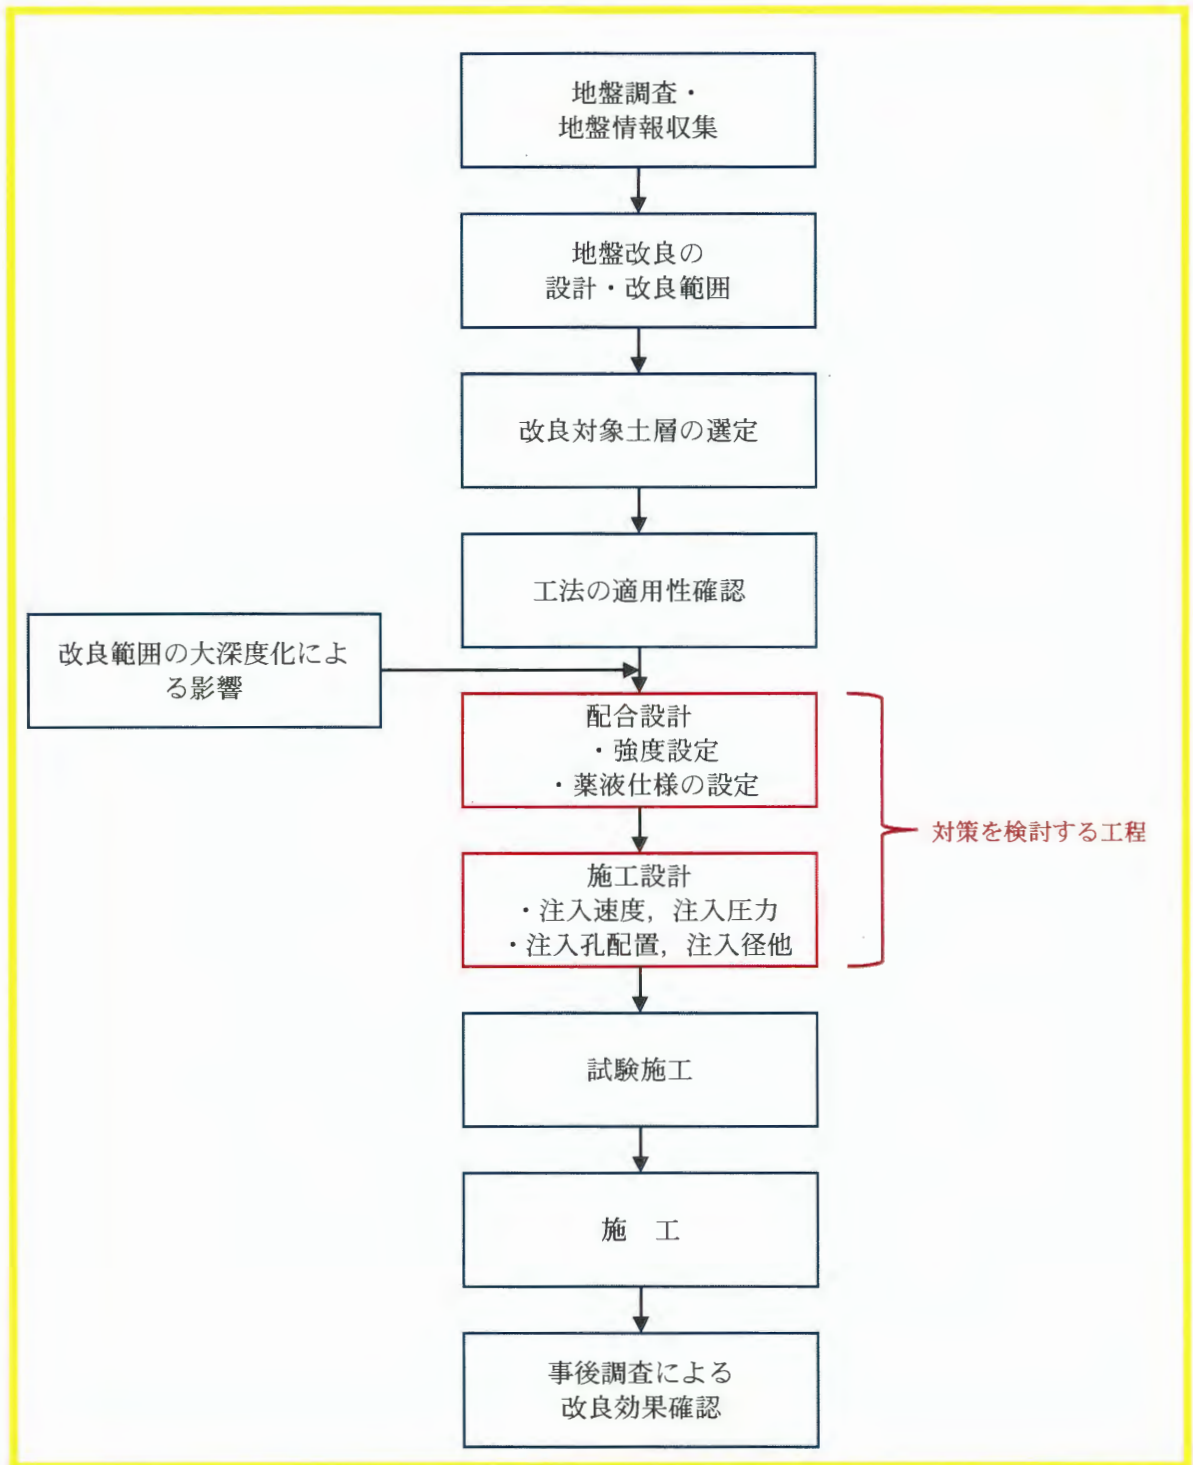 地盤調査・
地盤情報収集
地盤改良の
設計・改良範囲
改良対象土層の選定
工法の適用性確認
改良範囲の大深度化によ
る影響
配合設計
・強度設定
・薬液仕様の設定
対策を検討する工程
施工設計
・注入速度，注入圧力
・注入孔配置，注入径他
試験施工
施　工
事後調査による
改良効果確認